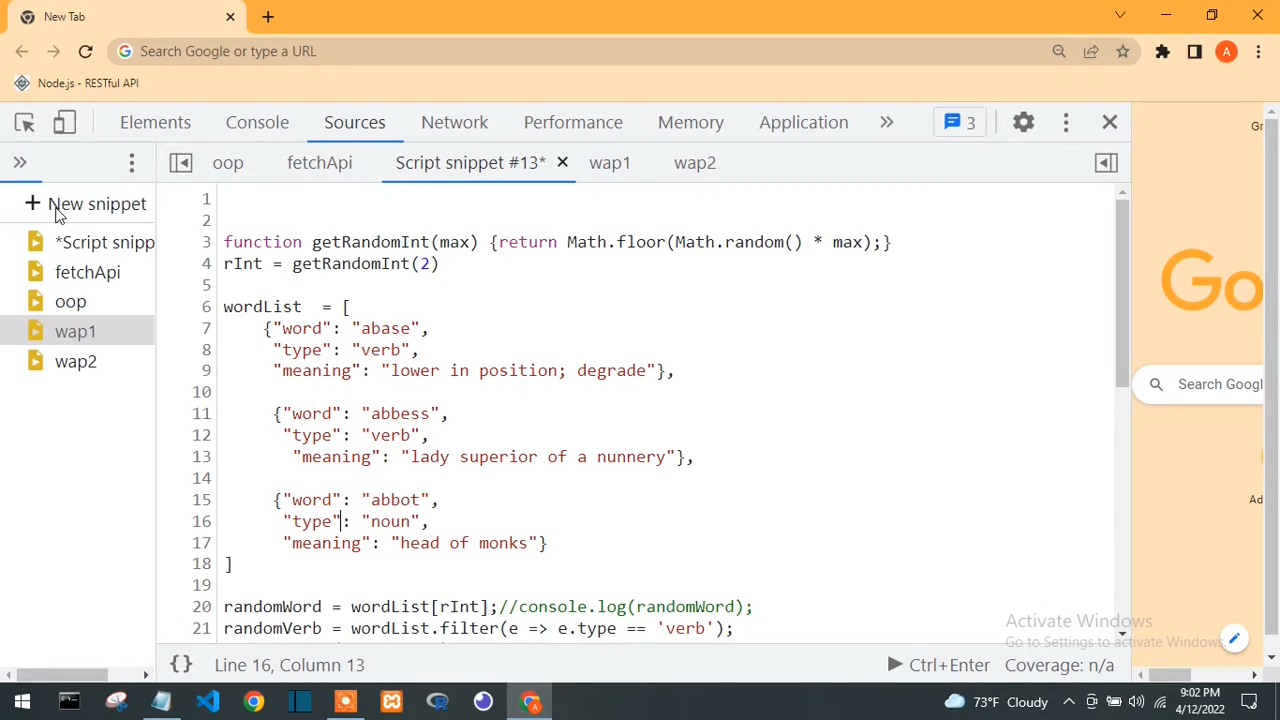 New Tab
Search Google or type a URL
A
Node.js - RESTful API
Elements Console Sources Network Performance Memory Application 3
oop fetchApi Script snippet #13* wap1 wap2
+ New snippet
*Script snipp
fetchApi
oop
wap1
wap2
1
2
3 function getRandomInt(max) {return Math.floor(Math.random() * max);}
4 rInt = getRandomInt(2)
5
6 wordList = [
7 {"word": "abase",
8 "type": "verb",
9 "meaning": "lower in position; degrade"},
10
11 {"word": "abbess",
12 "type": "verb",
13 "meaning": "lady superior of a nunnery"},
14
15 {"word": "abbot",
16 "type": "noun",
17 "meaning": "head of monks"}
18 ]
19
20 randomWord = wordList[rInt];//console.log(randomWord);
21 randomVerb = wordList.filter(e => e.type == 'verb');
{} Line 16, Column 13 Ctrl+Enter Coverage: n/a
Gr
Go
Search Googl
Ad
Activate Windows
Go to Settings to activate Windows.
73°F Cloudy
9:02 PM
4/12/2022